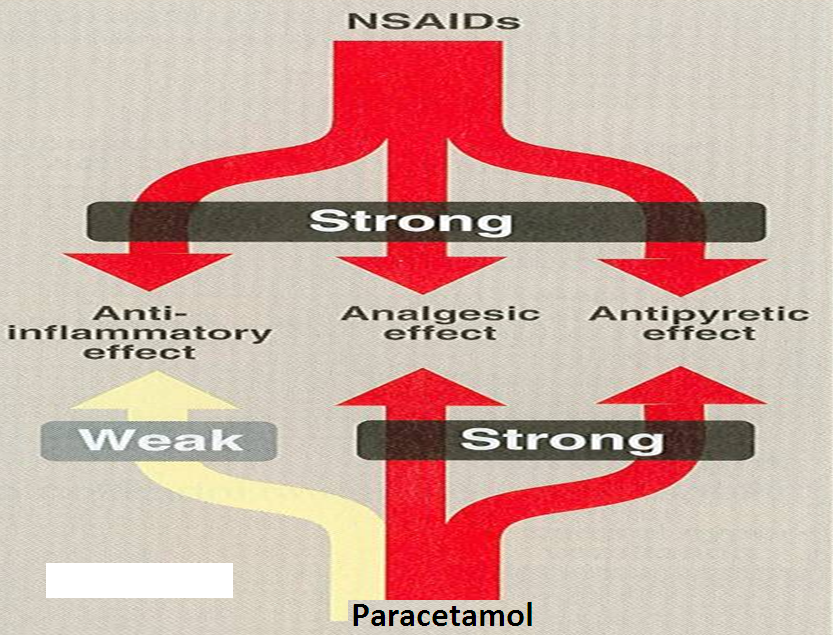 NSAIDs
Strong
Anti-
inflammatory
effect
Analgesic
effect
Antipyretic
effect
Weak
Strong
Paracetamol